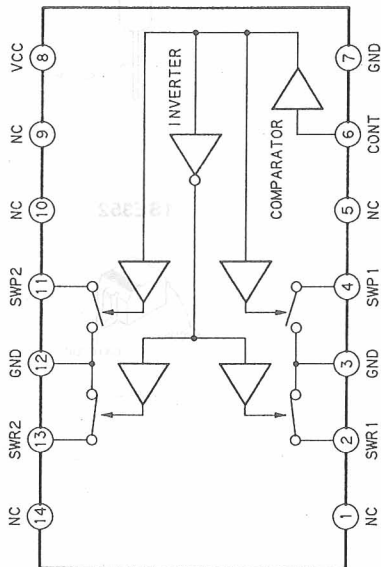 NC SWR2 GND SWP2 NC NC VCC
14 13 12 11 10 9 8
INVERTER
COMPARATOR
1 2 3 4 5 6 7
NC SWR1 GND SWP1 NC CONT GND